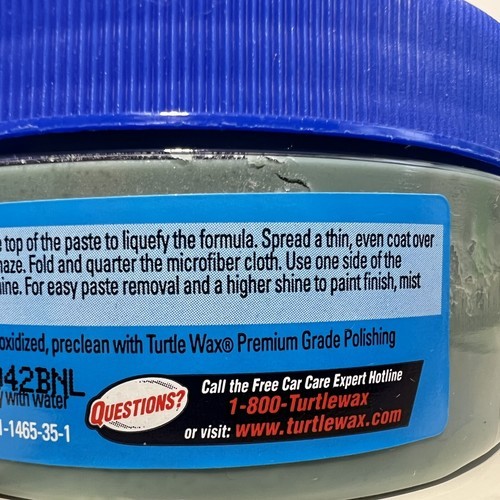 top of the paste to liquefy the formula. Spread a thin, even coat over
haze. Fold and quarter the microfiber cloth. Use one side of the
For easy paste removal and a higher shine to paint finish, mist
oxidized, preclean with Turtle Wax® Premium Grade Polishing
42BNL
with Water
-1465-35-1
QUESTIONS?
Call the Free Car Care Expert Hotline
1-800-Turtlewax
or visit: www.turtlewax.com